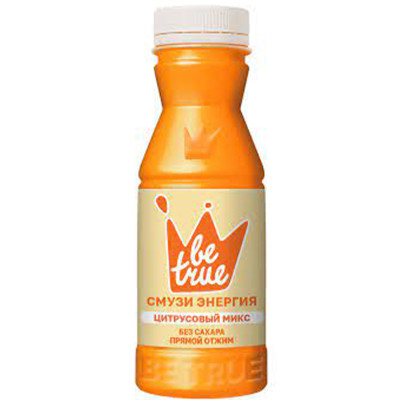 be
true
СМУЗИ ЭНЕРГИЯ
ЦИТРУСОВЫЙ МИКС
БЕЗ САХАРА
ПРЯМОЙ ОТЖИМ
BETRUE